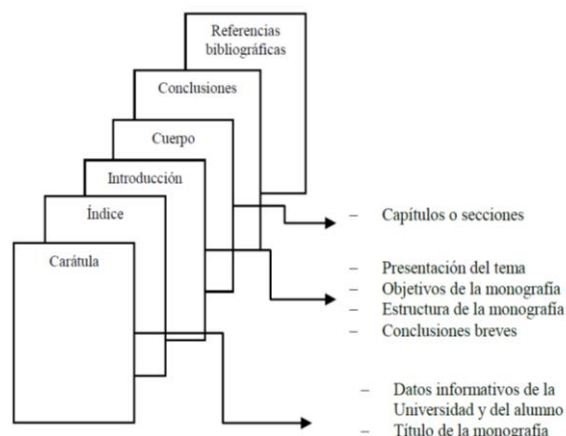 Referencias
bibliográficas
Conclusiones
Cuerpo
Introducción
Índice
Carátula
– Capítulos o secciones
– Presentación del tema
– Objetivos de la monografía
– Estructura de la monografía
– Conclusiones breves
– Datos informativos de la
Universidad y del alumno
– Título de la monografía